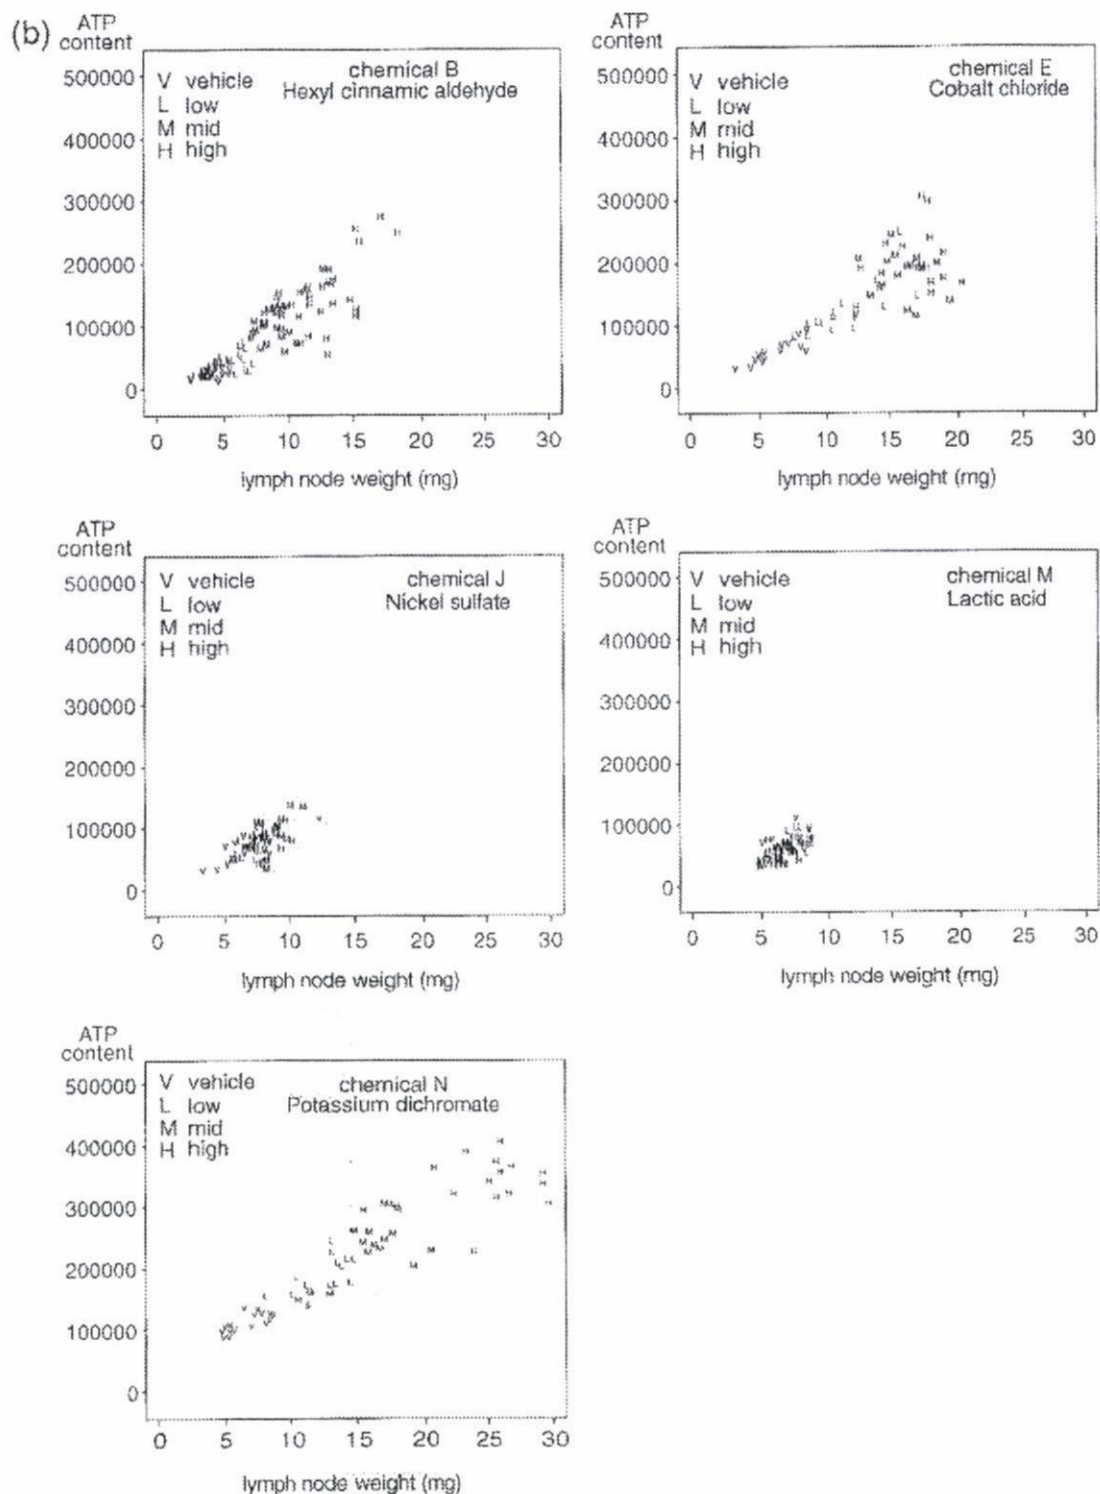 (b)
ATP
content
500000
400000
300000
200000
100000
0
V vehicle
L low
M mid
H high
chemical B
Hexyl cinnamic aldehyde
0 5 10 15 20 25 30
lymph node weight (mg)
ATP
content
500000
400000
300000
200000
100000
0
V vehicle
L low
M mid
H high
chemical E
Cobalt chloride
0 5 10 15 20 25 30
lymph node weight (mg)
ATP
content
500000
400000
300000
200000
100000
0
V vehicle
L low
M mid
H high
chemical J
Nickel sulfate
0 5 10 15 20 25 30
lymph node weight (mg)
ATP
content
500000
400000
300000
200000
100000
0
V vehicle
L low
M mid
H high
chemical M
Lactic acid
0 5 10 15 20 25 30
lymph node weight (mg)
ATP
content
500000
400000
300000
200000
100000
0
V vehicle
L low
M mid
H high
chemical N
Potassium dichromate
0 5 10 15 20 25 30
lymph node weight (mg)